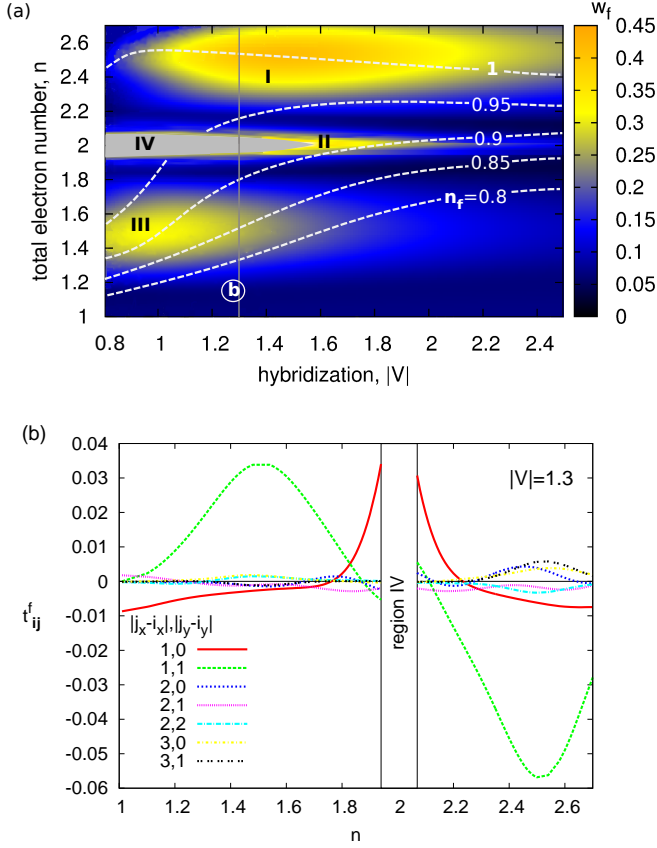 (a)
w_f
total electron number, n
2.6
2.4
2.2
2
1.8
1.6
1.4
1.2
1
I
II
III
IV
1
0.95
0.9
0.85
n_f=0.8
b
0.8 1 1.2 1.4 1.6 1.8 2 2.2 2.4
hybridization, |V|
0.45
0.4
0.35
0.3
0.25
0.2
0.15
0.1
0.05
0
(b)
t^f_ij
0.04
0.03
0.02
0.01
0
-0.01
-0.02
-0.03
-0.04
-0.05
-0.06
|V|=1.3
region IV
|j_x-i_x|,|j_y-i_y|
1,0
1,1
2,0
2,1
2,2
3,0
3,1
1 1.2 1.4 1.6 1.8 2 2.2 2.4 2.6
n